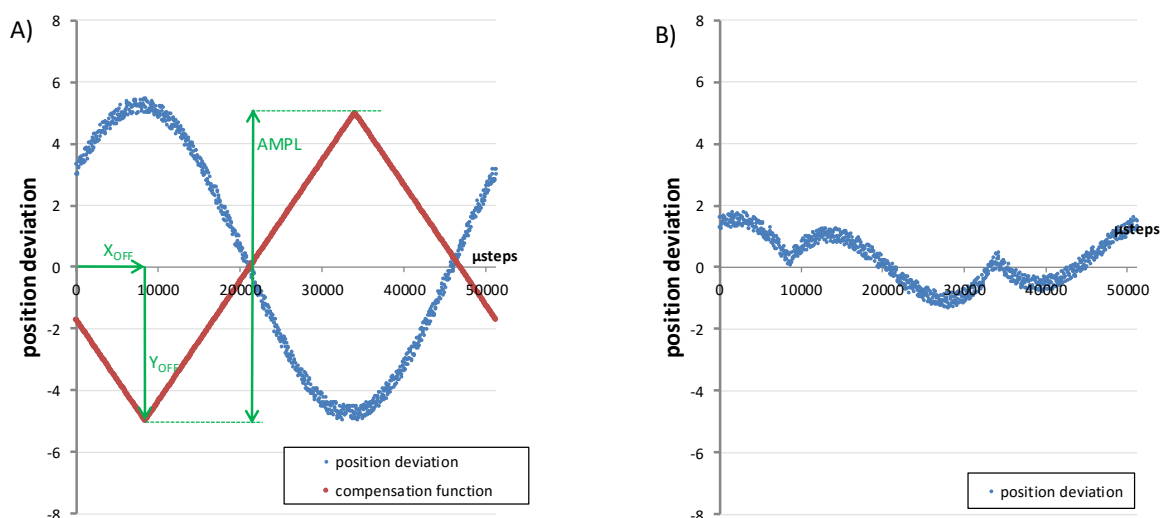 A)
8
6
4
2
0
-2
-4
-6
-8
0
10000
20000
30000
40000
50000
position deviation
µsteps
AMPL
XOFF
YOFF
position deviation
compensation function
B)
8
6
4
2
0
-2
-4
-6
-8
0
10000
20000
30000
40000
50000
position deviation
µsteps
position deviation